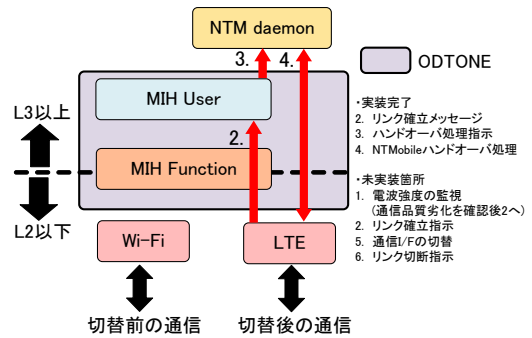 NTM daemon
3.
4.
ODTONE
MIH User
L3以上
2.
MIH Function
L2以下
Wi-Fi
LTE
切替前の通信
切替後の通信
・実装完了
2. リンク確立メッセージ
3. ハンドオーバ処理指示
4. NTMobileハンドオーバ処理
・未実装箇所
1. 電波強度の監視
(通信品質劣化を確認後2へ)
2. リンク確立指示
5. 通信I/Fの切替
6. リンク切断指示